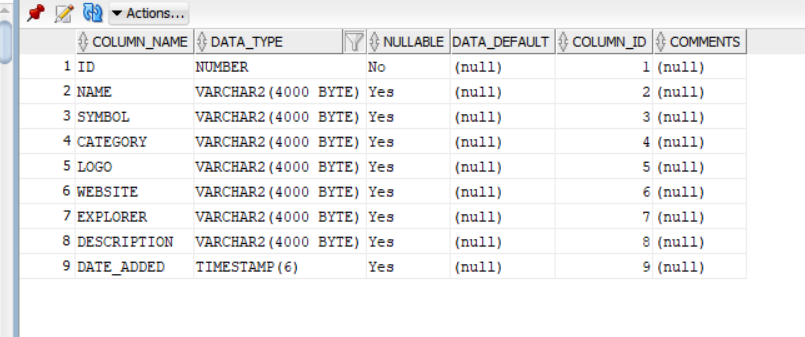 Actions...
COLUMN_NAME DATA_TYPE NULLABLE DATA_DEFAULT COLUMN_ID COMMENTS
1 ID NUMBER No (null) 1 (null)
2 NAME VARCHAR2(4000 BYTE) Yes (null) 2 (null)
3 SYMBOL VARCHAR2(4000 BYTE) Yes (null) 3 (null)
4 CATEGORY VARCHAR2(4000 BYTE) Yes (null) 4 (null)
5 LOGO VARCHAR2(4000 BYTE) Yes (null) 5 (null)
6 WEBSITE VARCHAR2(4000 BYTE) Yes (null) 6 (null)
7 EXPLORER VARCHAR2(4000 BYTE) Yes (null) 7 (null)
8 DESCRIPTION VARCHAR2(4000 BYTE) Yes (null) 8 (null)
9 DATE_ADDED TIMESTAMP(6) Yes (null) 9 (null)